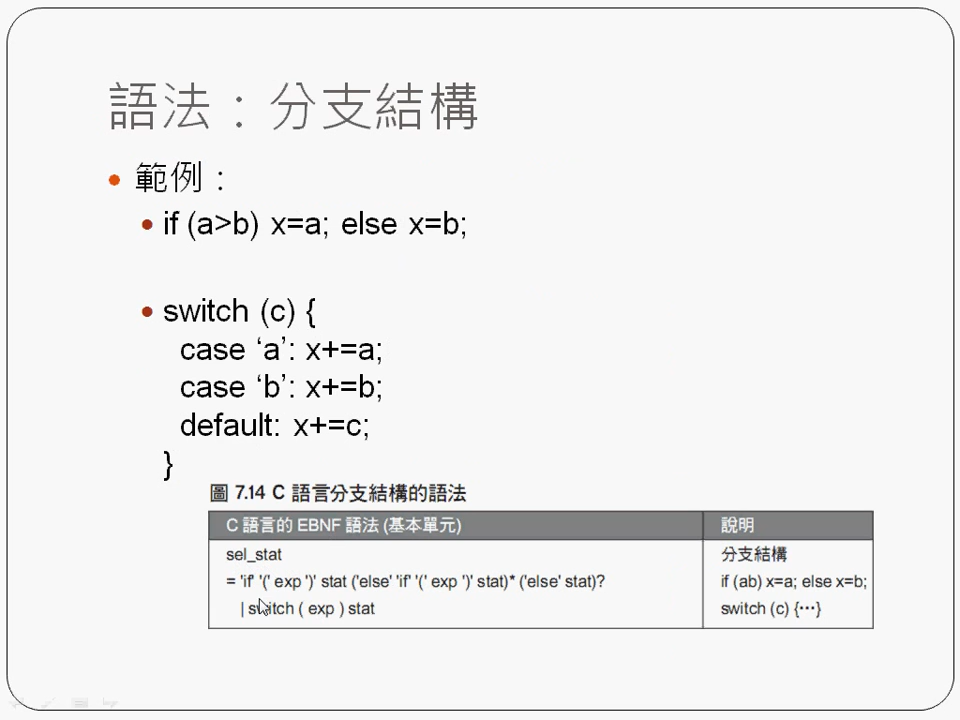 語法：分支結構
範例：
if (a>b) x=a; else x=b;
switch (c) {
case ‘a’: x+=a;
case ‘b’: x+=b;
default: x+=c;
}
圖 7.14 C 語言分支結構的語法
C 語言的 EBNF 語法 (基本單元) 說明
sel_stat 分支結構
= 'if' '(' exp ')' stat ('else' 'if' '(' exp ')' stat)* ('else' stat)? if (ab) x=a; else x=b;
| switch ( exp ) stat switch (c) {⋯}